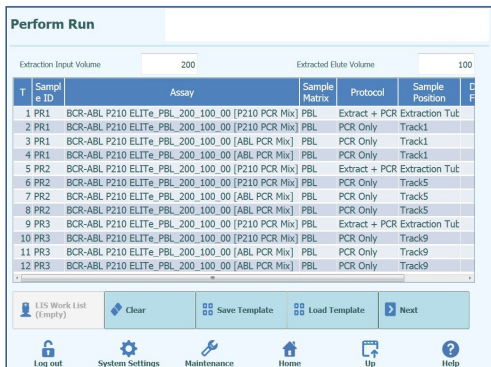 Perform Run
Extraction Input Volume 200 Extracted Elute Volume 100
T Sampl e ID Assay Sample Matrix Protocol Sample Position D F
1 PR1 BCR-ABL P210 ELITe_PBL_200_100_00 [P210 PCR Mix] PBL Extract + PCR Extraction Tub
2 PR1 BCR-ABL P210 ELITe_PBL_200_100_00 [P210 PCR Mix] PBL PCR Only Track1
3 PR1 BCR-ABL P210 ELITe_PBL_200_100_00 [ABL PCR Mix] PBL PCR Only Track1
4 PR1 BCR-ABL P210 ELITe_PBL_200_100_00 [ABL PCR Mix] PBL PCR Only Track1
5 PR2 BCR-ABL P210 ELITe_PBL_200_100_00 [P210 PCR Mix] PBL Extract + PCR Extraction Tub
6 PR2 BCR-ABL P210 ELITe_PBL_200_100_00 [P210 PCR Mix] PBL PCR Only Track5
7 PR2 BCR-ABL P210 ELITe_PBL_200_100_00 [ABL PCR Mix] PBL PCR Only Track5
8 PR2 BCR-ABL P210 ELITe_PBL_200_100_00 [ABL PCR Mix] PBL PCR Only Track5
9 PR3 BCR-ABL P210 ELITe_PBL_200_100_00 [P210 PCR Mix] PBL Extract + PCR Extraction Tub
10 PR3 BCR-ABL P210 ELITe_PBL_200_100_00 [P210 PCR Mix] PBL PCR Only Track9
11 PR3 BCR-ABL P210 ELITe_PBL_200_100_00 [ABL PCR Mix] PBL PCR Only Track9
12 PR3 BCR-ABL P210 ELITe_PBL_200_100_00 [ABL PCR Mix] PBL PCR Only Track9
LIS Work List (Empty) Clear Save Template Load Template Next
Log out System Settings Maintenance Home Up Help